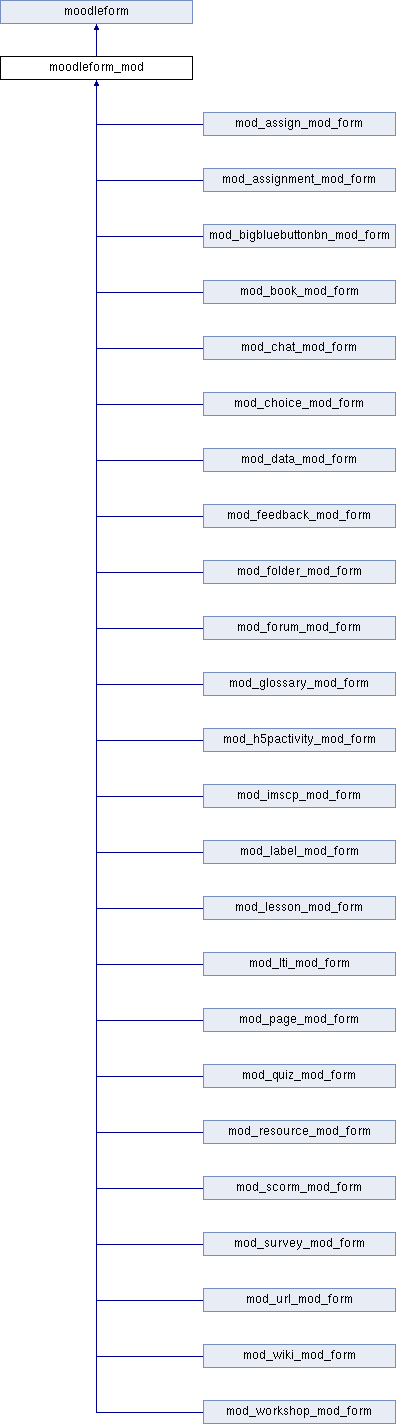 moodleform
moodleform_mod
mod_assign_mod_form
mod_assignment_mod_form
mod_bigbluebuttonbn_mod_form
mod_book_mod_form
mod_chat_mod_form
mod_choice_mod_form
mod_data_mod_form
mod_feedback_mod_form
mod_folder_mod_form
mod_forum_mod_form
mod_glossary_mod_form
mod_h5pactivity_mod_form
mod_imscp_mod_form
mod_label_mod_form
mod_lesson_mod_form
mod_lti_mod_form
mod_page_mod_form
mod_quiz_mod_form
mod_resource_mod_form
mod_scorm_mod_form
mod_survey_mod_form
mod_url_mod_form
mod_wiki_mod_form
mod_workshop_mod_form